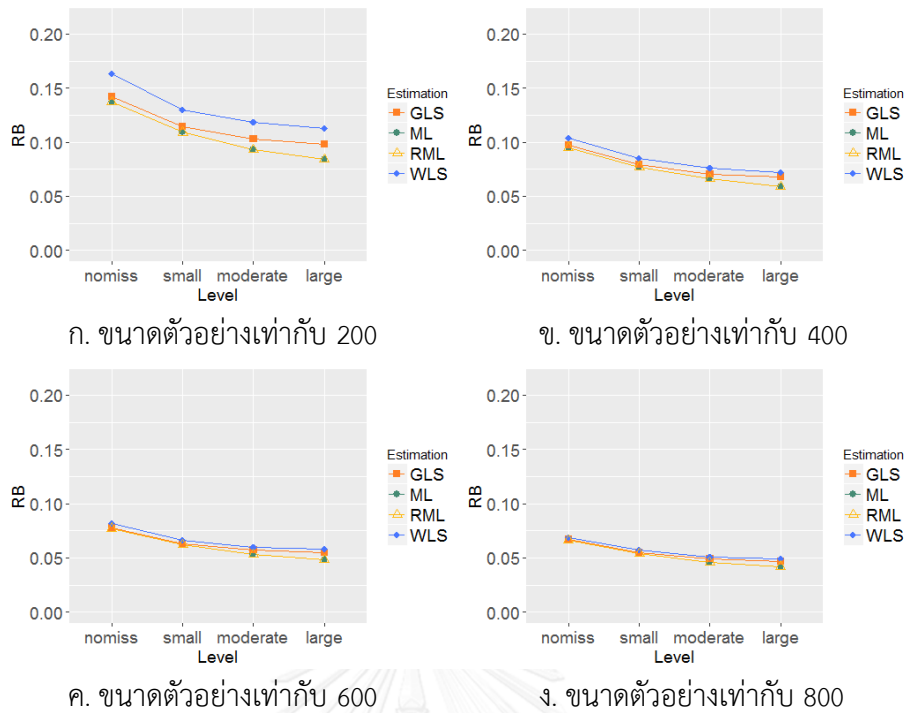 0.20
0.15
0.10
0.05
0.00
RB
nomiss small moderate large
Level
Estimation
GLS
ML
RML
WLS
ก. ขนาดตัวอย่างเท่ากับ 200
0.20
0.15
0.10
0.05
0.00
RB
nomiss small moderate large
Level
Estimation
GLS
ML
RML
WLS
ข. ขนาดตัวอย่างเท่ากับ 400
0.20
0.15
0.10
0.05
0.00
RB
nomiss small moderate large
Level
Estimation
GLS
ML
RML
WLS
ค. ขนาดตัวอย่างเท่ากับ 600
0.20
0.15
0.10
0.05
0.00
RB
nomiss small moderate large
Level
Estimation
GLS
ML
RML
WLS
ง. ขนาดตัวอย่างเท่ากับ 800